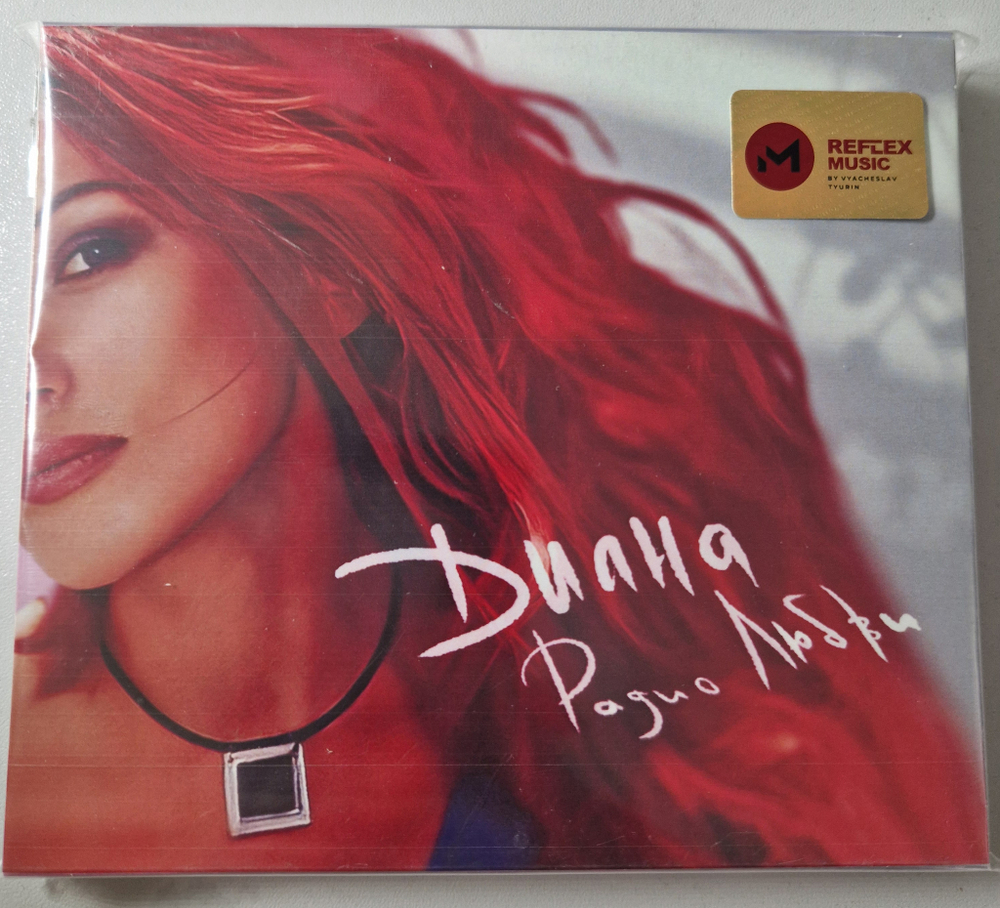 REFLEX
MUSIC
BY VYACHESLAV
TYURIN
Диана
Радио Любви